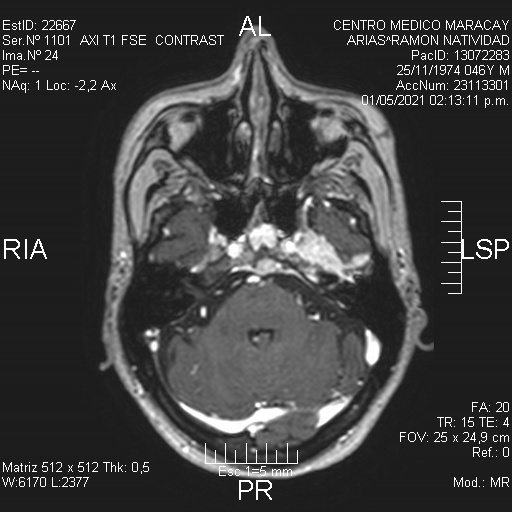 EstID: 22667
Ser.Nº 1101 AXI T1 FSE CONTRAST
Ima.Nº 24
PE= --
NAq: 1 Loc: -2,2 Ax
AL
CENTRO MEDICO MARACAY
ARIAS^RAMON NATIVIDAD
PacID: 13072283
25/11/1974 046Y M
AccNum: 23113301
01/05/2021 02:13:11 p.m.
RIA
LSP
Matriz 512 x 512 Thk: 0,5
W:6170 L:2377
Esc 1=5 mm
PR
FA: 20
TR: 15 TE: 4
FOV: 25 x 24,9 cm
Ref.: 0
Mod.: MR